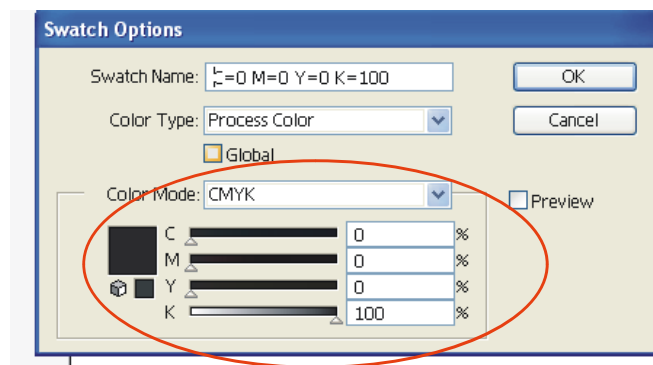 Swatch Options
Swatch Name: C=0 M=0 Y=0 K=100 OK
Color Type: Process Color Cancel
Global
Color Mode: CMYK Preview
C 0 %
M 0 %
Y 0 %
K 100 %